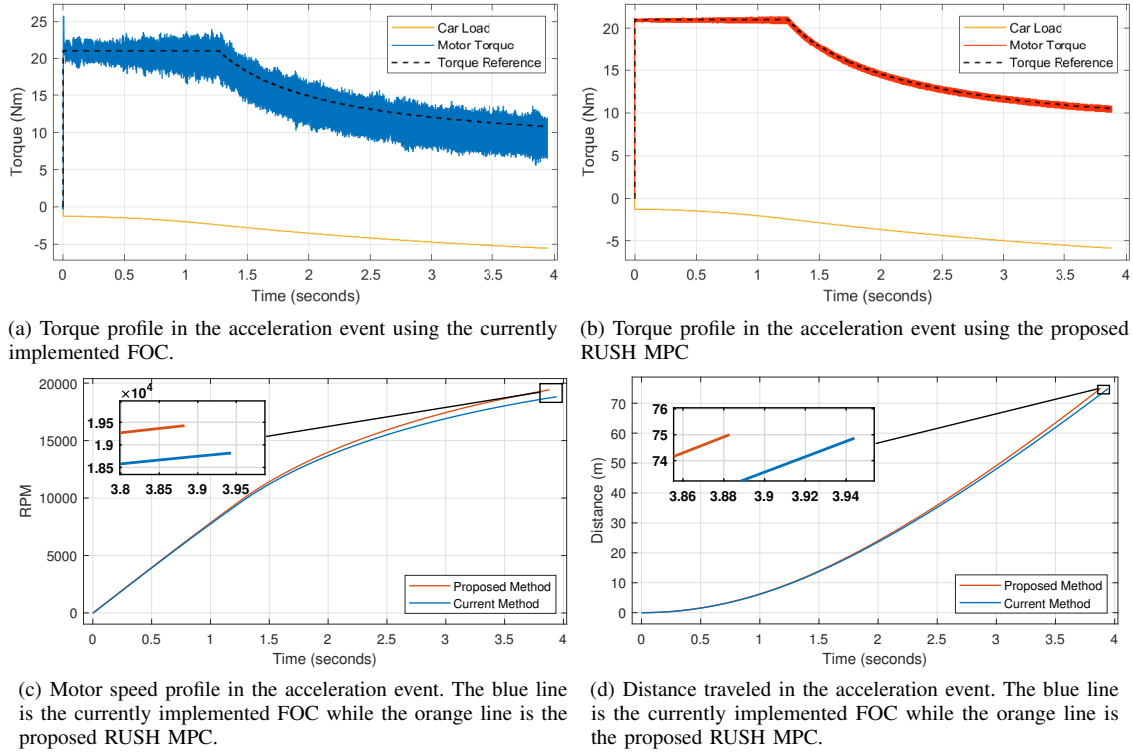 25
20
15
10
5
0
-5
Torque (Nm)
Car Load
Motor Torque
Torque Reference
0 0.5 1 1.5 2 2.5 3 3.5 4
Time (seconds)
20
15
10
5
0
-5
Torque (Nm)
Car Load
Motor Torque
Torque Reference
0 0.5 1 1.5 2 2.5 3 3.5 4
Time (seconds)
(a) Torque profile in the acceleration event using the currently
implemented FOC.
(b) Torque profile in the acceleration event using the proposed
RUSH MPC
20000
15000
10000
5000
0
RPM
×10⁴
1.95
1.9
1.85
3.8 3.85 3.9 3.95
Proposed Method
Current Method
0 0.5 1 1.5 2 2.5 3 3.5 4
Time (seconds)
70
60
50
40
30
20
10
0
Distance (m)
76
75
74
3.86 3.88 3.9 3.92 3.94
Proposed Method
Current Method
0 0.5 1 1.5 2 2.5 3 3.5 4
Time (seconds)
(c) Motor speed profile in the acceleration event. The blue line
is the currently implemented FOC while the orange line is the
proposed RUSH MPC.
(d) Distance traveled in the acceleration event. The blue line
is the currently implemented FOC while the orange line is
the proposed RUSH MPC.